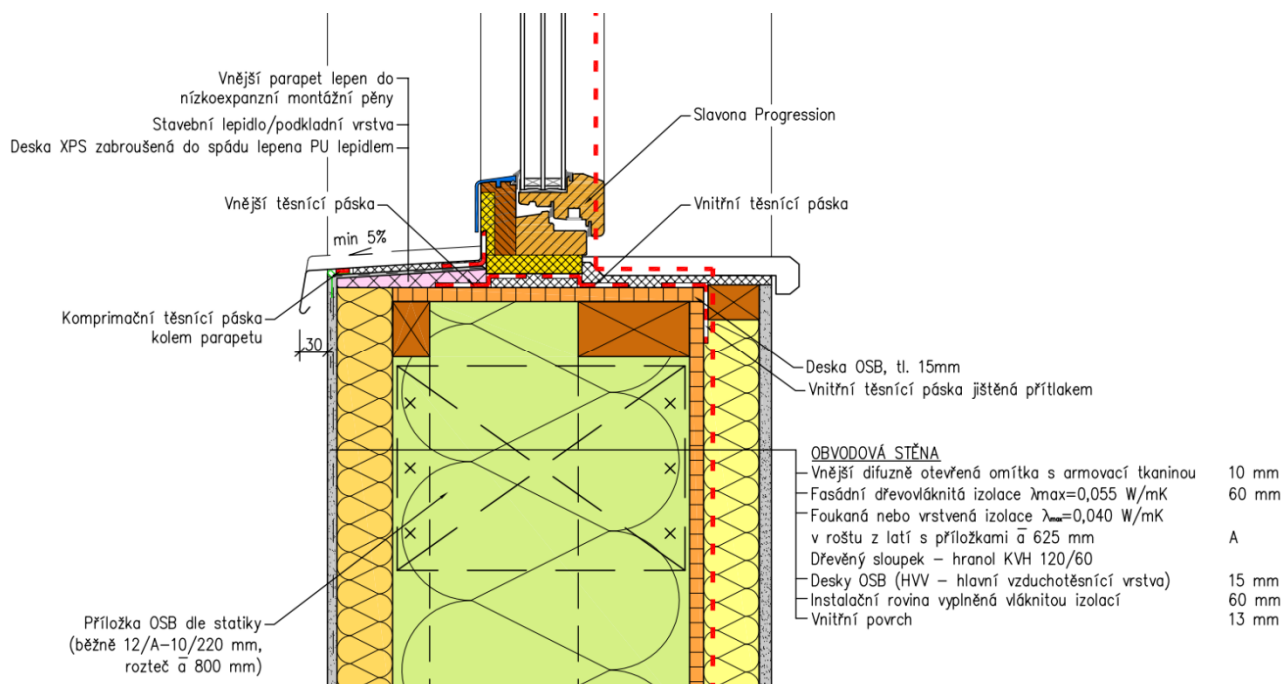 Vnější parapet lepen do
nízkoexpanzní montážní pěny
Stavební lepidlo/podkladní vrstva
Deska XPS zabroušená do spádu lepena PU lepidlem
Vnější těsnící páska
min 5%
Komprimační těsnící páska
kolem parapetu
30
Příložka OSB dle statiky
(běžně 12/A-10/220 mm,
rozteč ā 800 mm)
Slavona Progression
Vnitřní těsnící páska
Deska OSB, tl. 15mm
Vnitřní těsnící páska jištěná přítlakem
OBVODOVÁ STĚNA
Vnější difuzně otevřená omítka s armovací tkaninou 10 mm
Fasádní dřevovláknitá izolace λmax=0,055 W/mK 60 mm
Foukaná nebo vrstvená izolace λmax=0,040 W/mK
v roštu z latí s příložkami ā 625 mm A
Dřevěný sloupek – hranol KVH 120/60
Desky OSB (HVV – hlavní vzduchotěsnící vrstva) 15 mm
Instalační rovina vyplněná vláknitou izolací 60 mm
Vnitřní povrch 13 mm